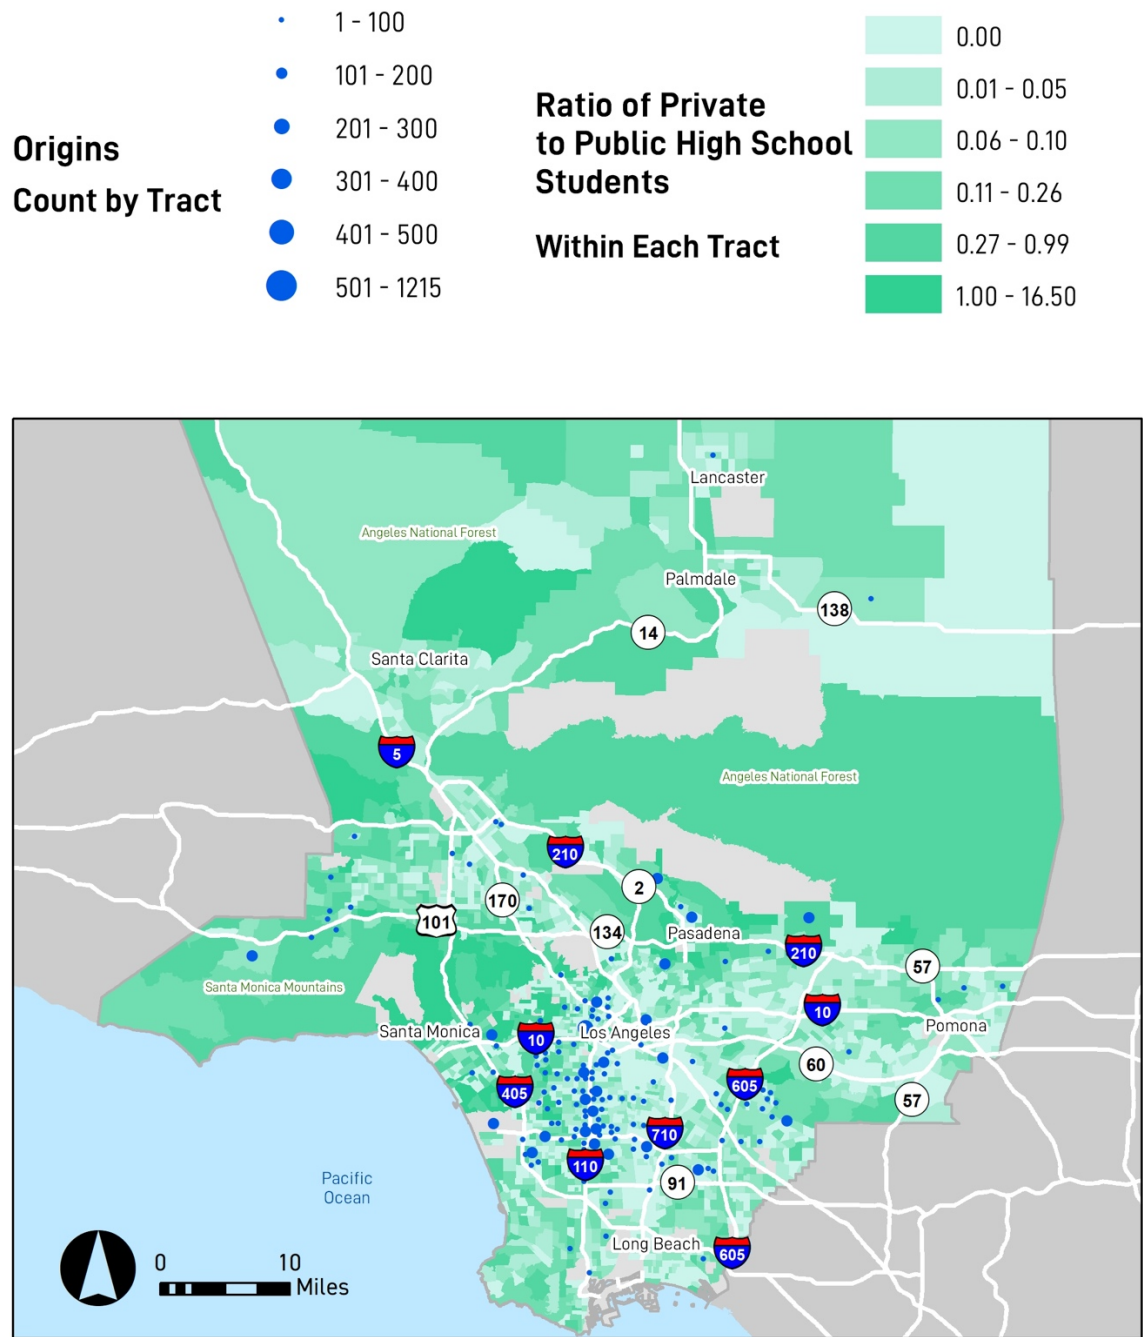 Origins
Count by Tract
1 - 100
101 - 200
201 - 300
301 - 400
401 - 500
501 - 1215
Ratio of Private
to Public High School
Students
Within Each Tract
0.00
0.01 - 0.05
0.06 - 0.10
0.11 - 0.26
0.27 - 0.99
1.00 - 16.50
Lancaster
Angeles National Forest
Palmdale
138
14
Santa Clarita
5
Angeles National Forest
210
2
170
101
134
Pasadena
210
57
Santa Monica Mountains
10
Santa Monica
10
Los Angeles
Pomona
60
405
605
57
710
110
91
Pacific
Ocean
Long Beach
605
0
10
Miles